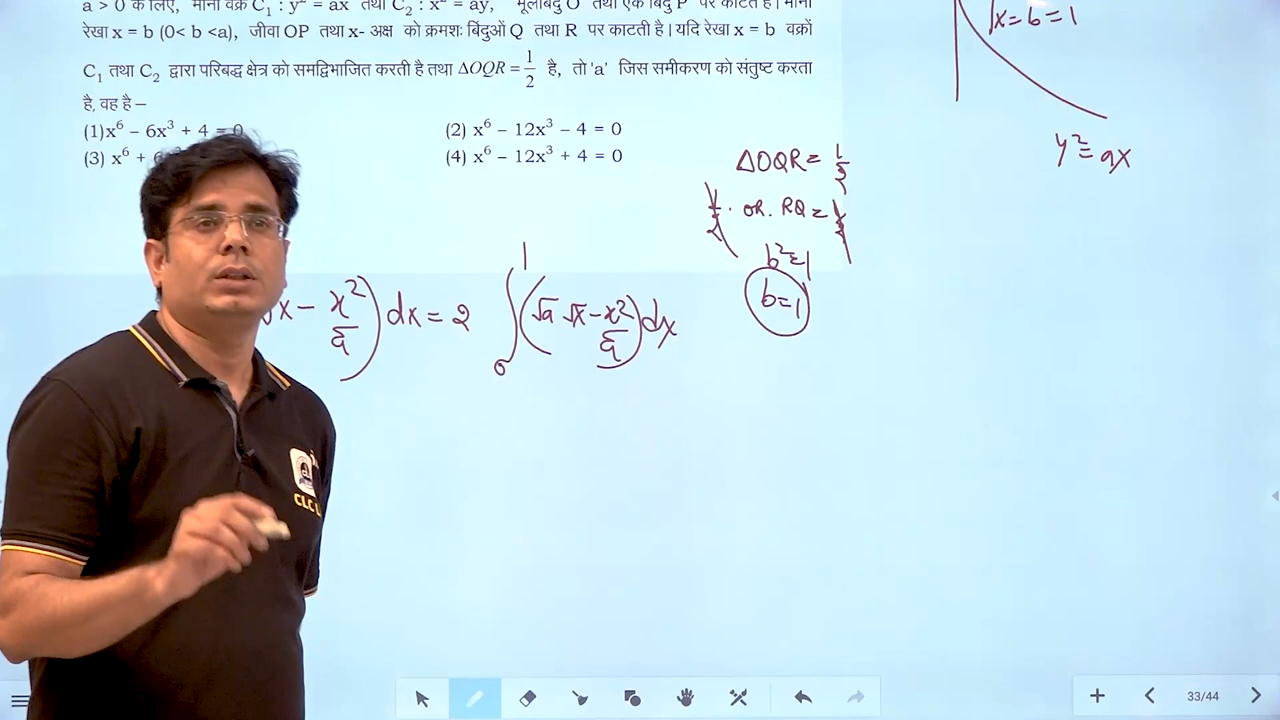 a > 0 के लिए, माना वक्र C₁ : y² = ax तथा C₂ : x² = ay, मूलबिंदु O तथा एक बिंदु P पर काटते हैं। माना
रेखा x = b (0< b <a), जीवा OP तथा x- अक्ष को क्रमशः बिंदुओं Q तथा R पर काटती है। यदि रेखा x = b वक्रों
C₁ तथा C₂ द्वारा परिबद्ध क्षेत्र को समद्विभाजित करती है तथा ΔOQR = 1/2 है, तो 'a' जिस समीकरण को संतुष्ट करता
है, वह है –
(1)x⁶ – 6x³ + 4 = 0
(2) x⁶ – 12x³ – 4 = 0
(3) x⁶ +
(4) x⁶ – 12x³ + 4 = 0
x = b = 1
y² = ax
ΔOQR = 1/2
1/2 . OR. RQ = 1/2
b² = 1
b = 1
√x – x²/a) dx = 2 ∫₀¹ (√a √x – x²/a) dx
CLC
33/44